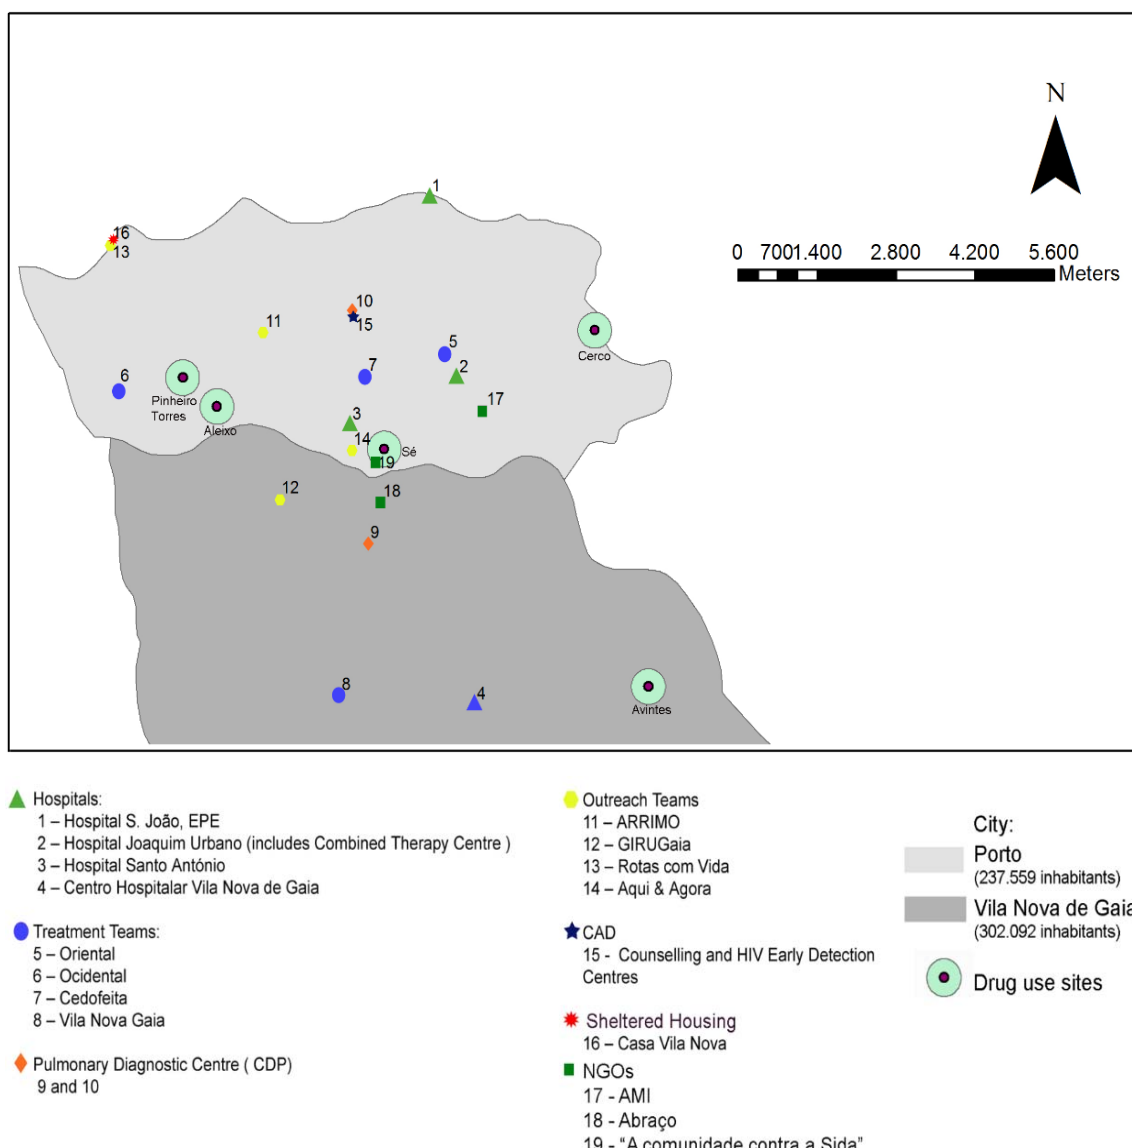 N
0 700 1.400 2.800 4.200 5.600
Meters
1
16
13
10
15
11
5
2
7
6
17
3
14
19
18
12
9
8
4
Cerco
Pinheiro
Torres
Aleixo
Sé
Avintes
Hospitals:
1 – Hospital S. João, EPE
2 – Hospital Joaquim Urbano (includes Combined Therapy Centre )
3 – Hospital Santo António
4 – Centro Hospitalar Vila Nova de Gaia
Treatment Teams:
5 – Oriental
6 – Ocidental
7 – Cedofeita
8 – Vila Nova Gaia
Pulmonary Diagnostic Centre ( CDP)
9 and 10
Outreach Teams
11 – ARRIMO
12 – GIRUGaia
13 – Rotas com Vida
14 – Aqui & Agora
CAD
15 - Counselling and HIV Early Detection
Centres
Sheltered Housing
16 – Casa Vila Nova
NGOs
17 - AMI
18 - Abraço
19 - “A comunidade contra a Sida”
City:
Porto
(237.559 inhabitants)
Vila Nova de Gaia
(302.092 inhabitants)
Drug use sites